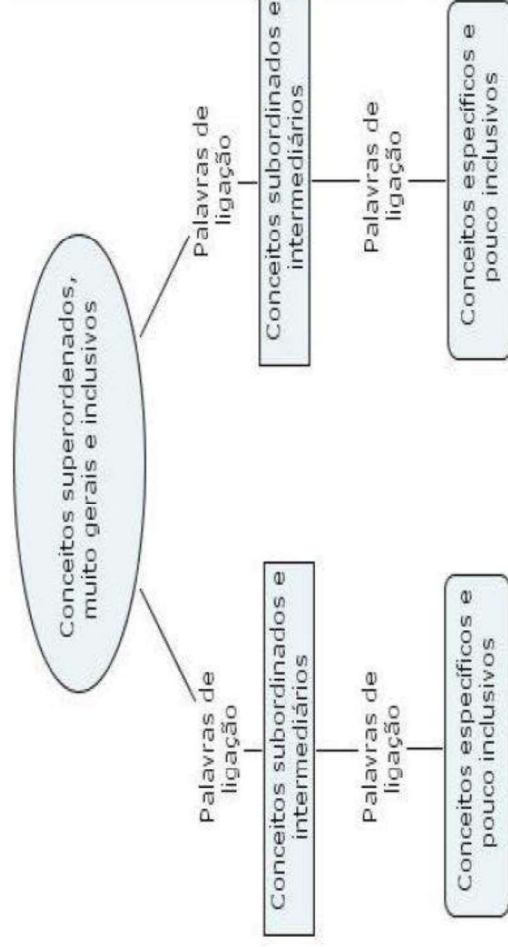 Conceitos superordenados,
muito gerais e inclusivos
Palavras de
ligação
Palavras de
ligação
Conceitos subordinados e
intermediários
Conceitos subordinados e
intermediários
Palavras de
ligação
Palavras de
ligação
Conceitos específicos e
pouco inclusivos
Conceitos específicos e
pouco inclusivos